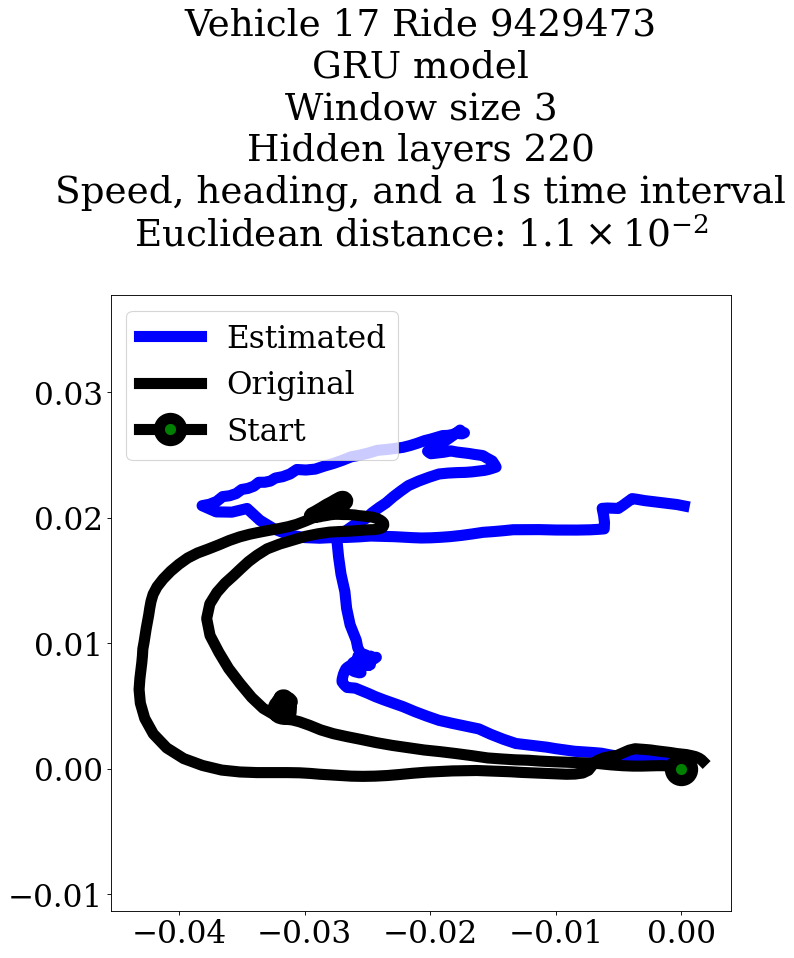 Vehicle 17 Ride 9429473
GRU model
Window size 3
Hidden layers 220
Speed, heading, and a 1s time interval
Euclidean distance: 1.1 × 10⁻²
Estimated
Original
Start
0.03
0.02
0.01
0.00
−0.01
−0.04 −0.03 −0.02 −0.01 0.00